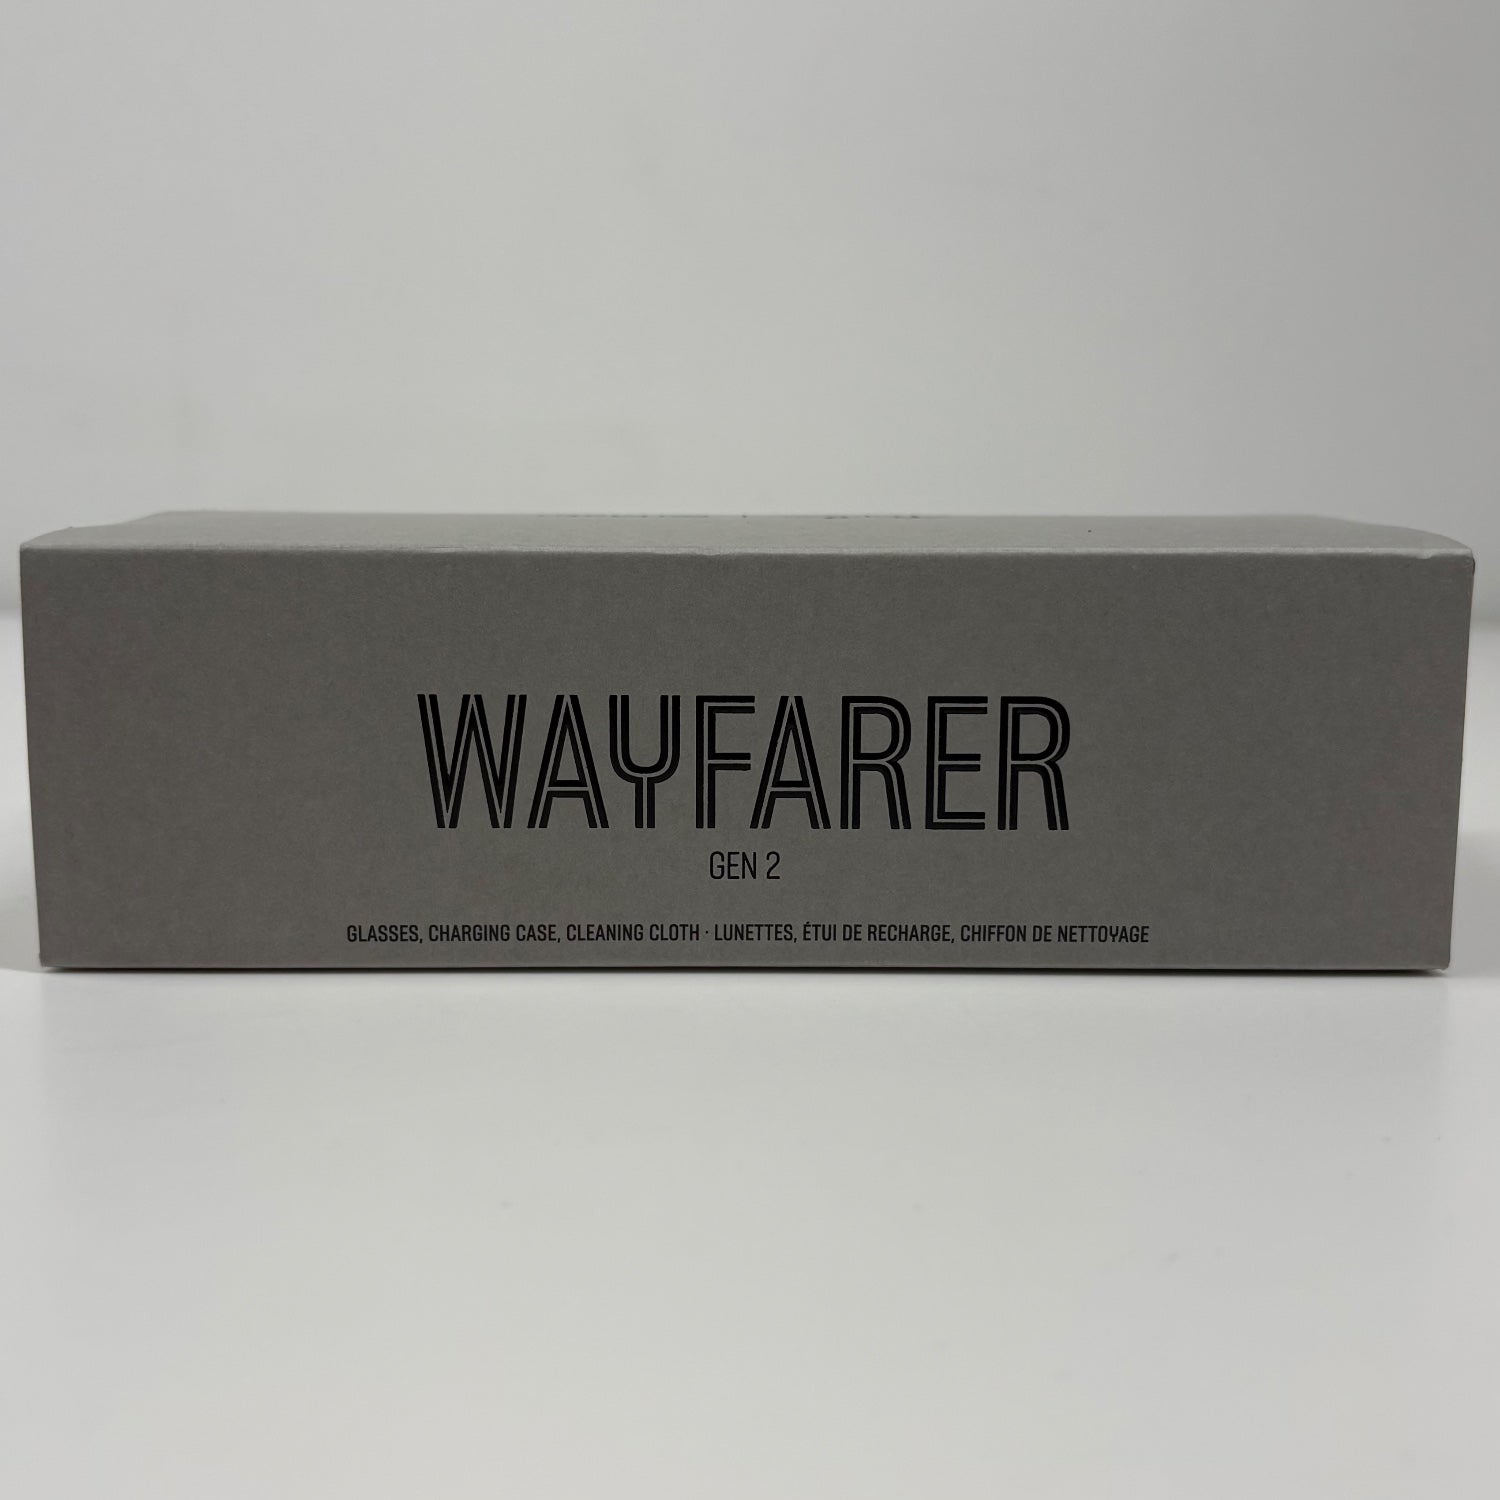 WAYFARER
GEN 2
GLASSES, CHARGING CASE, CLEANING CLOTH · LUNETTES, ÉTUI DE RECHARGE, CHIFFON DE NETTOYAGE